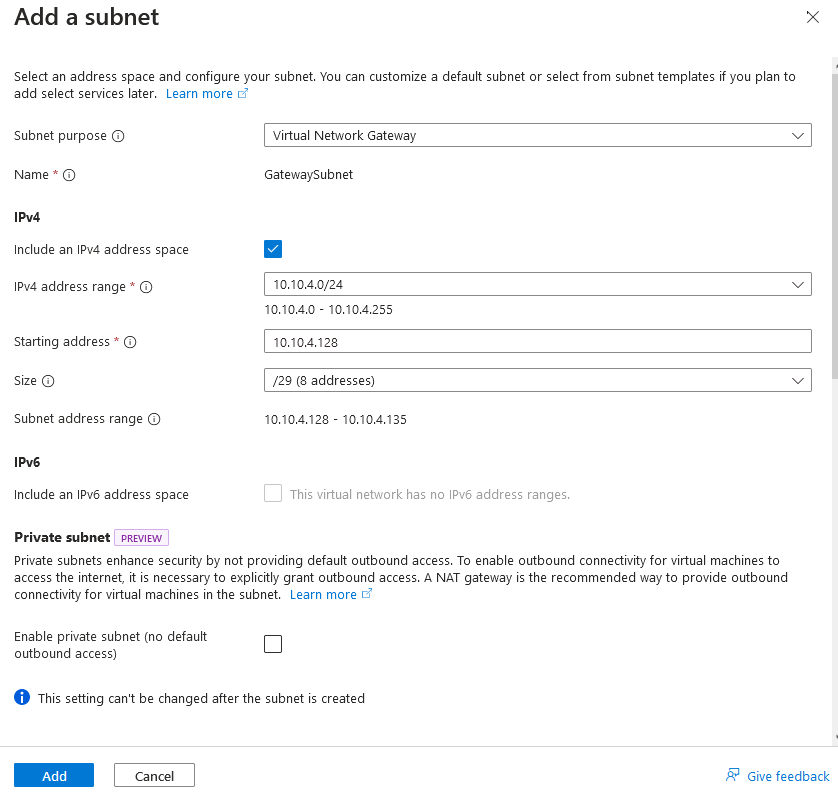 Add a subnet
Select an address space and configure your subnet. You can customize a default subnet or select from subnet templates if you plan to
add select services later. Learn more
Subnet purpose
Virtual Network Gateway
Name *
GatewaySubnet
IPv4
Include an IPv4 address space
IPv4 address range *
10.10.4.0/24
10.10.4.0 - 10.10.4.255
Starting address *
10.10.4.128
Size
/29 (8 addresses)
Subnet address range
10.10.4.128 - 10.10.4.135
IPv6
Include an IPv6 address space
This virtual network has no IPv6 address ranges.
Private subnet PREVIEW
Private subnets enhance security by not providing default outbound access. To enable outbound connectivity for virtual machines to
access the internet, it is necessary to explicitly grant outbound access. A NAT gateway is the recommended way to provide outbound
connectivity for virtual machines in the subnet. Learn more
Enable private subnet (no default
outbound access)
This setting can't be changed after the subnet is created
Add
Cancel
Give feedback